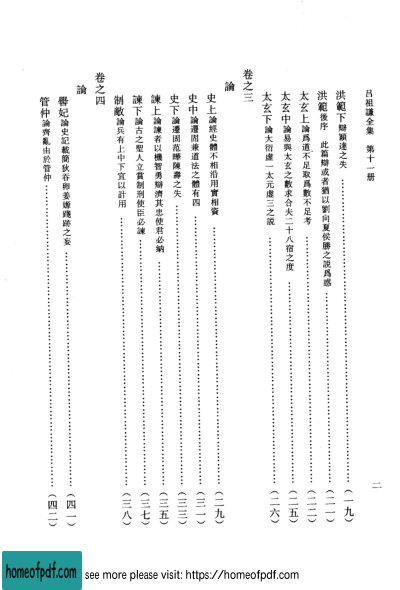 呂祖謙全集 第十一册
二
洪範下 辯穎達之失 (一九)
洪範後序 此篇辯或者猶以劉向夏侯勝之說爲惑 (二一)
太玄上 論爲道不足取爲數不足考 (二二)
太玄中 論易與太玄之數求合夫二十八宿之度 (二五)
太玄下 論大衍虛一太元虛三之說 (二六)
卷之三
論
史上 論經史體不相沿用實相資 (二九)
史中 論遷固兼道法之體有四 (三一)
史下 論遷固范曄陳壽之失 (三三)
諫上 論諫者以機智勇辯濟其忠使君必納 (三五)
諫下 論古之聖人立賞制刑使臣必諫 (三七)
制敵 論兵有上中下宜以計用 (三八)
卷之四
論
嚳妃 論史記載簡狄吞卵姜嫄踐跡之妄 (四一)
管仲 論齊亂由於管仲 (四二)
homeofpdf.com
see more please visit: https://homeofpdf.com